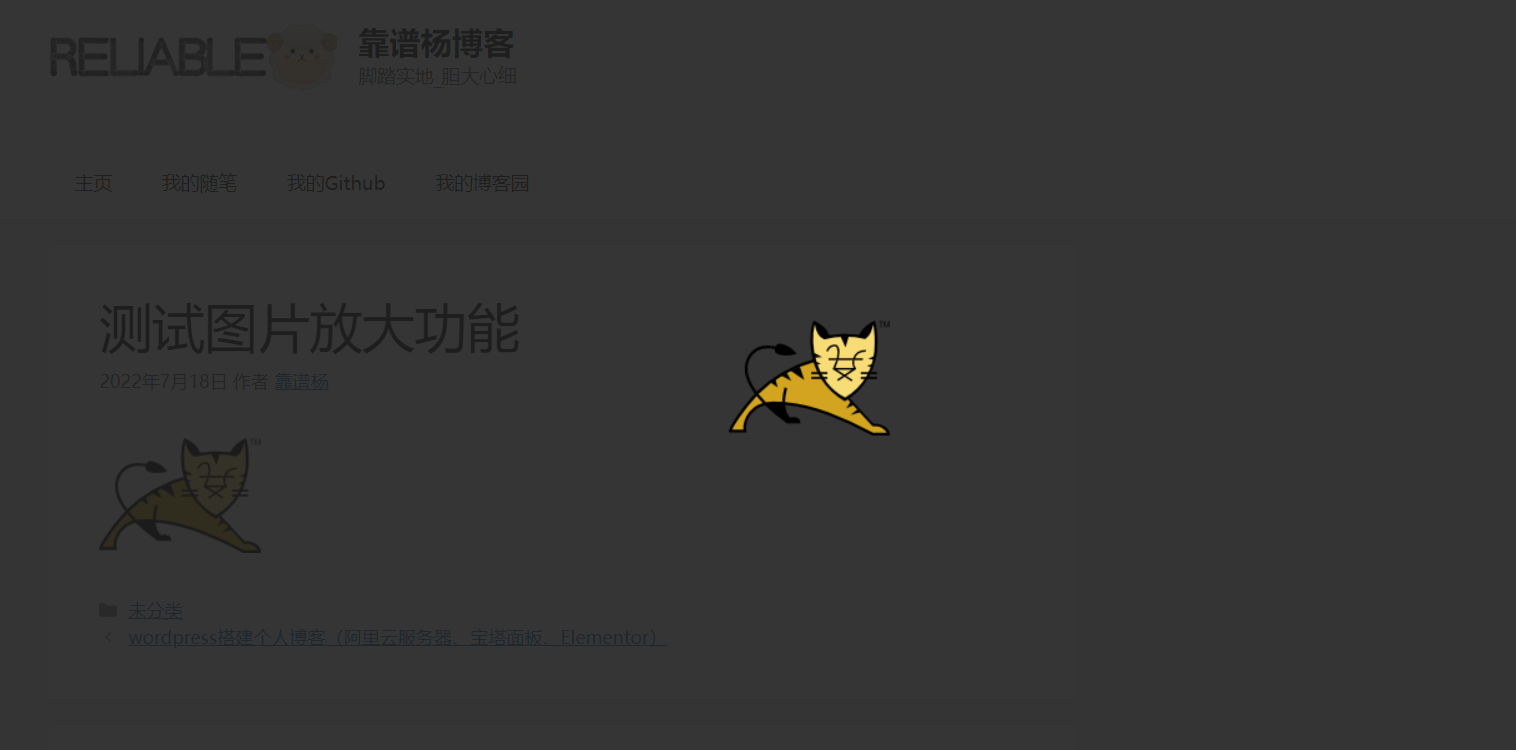 RELIABLE
靠谱杨博客
脚踏实地_胆大心细
主页 我的随笔 我的Github 我的博客园
测试图片放大功能
2022年7月18日 作者 靠谱杨
TM
TM
未分类
wordpress搭建个人博客（阿里云服务器、宝塔面板、Elementor）